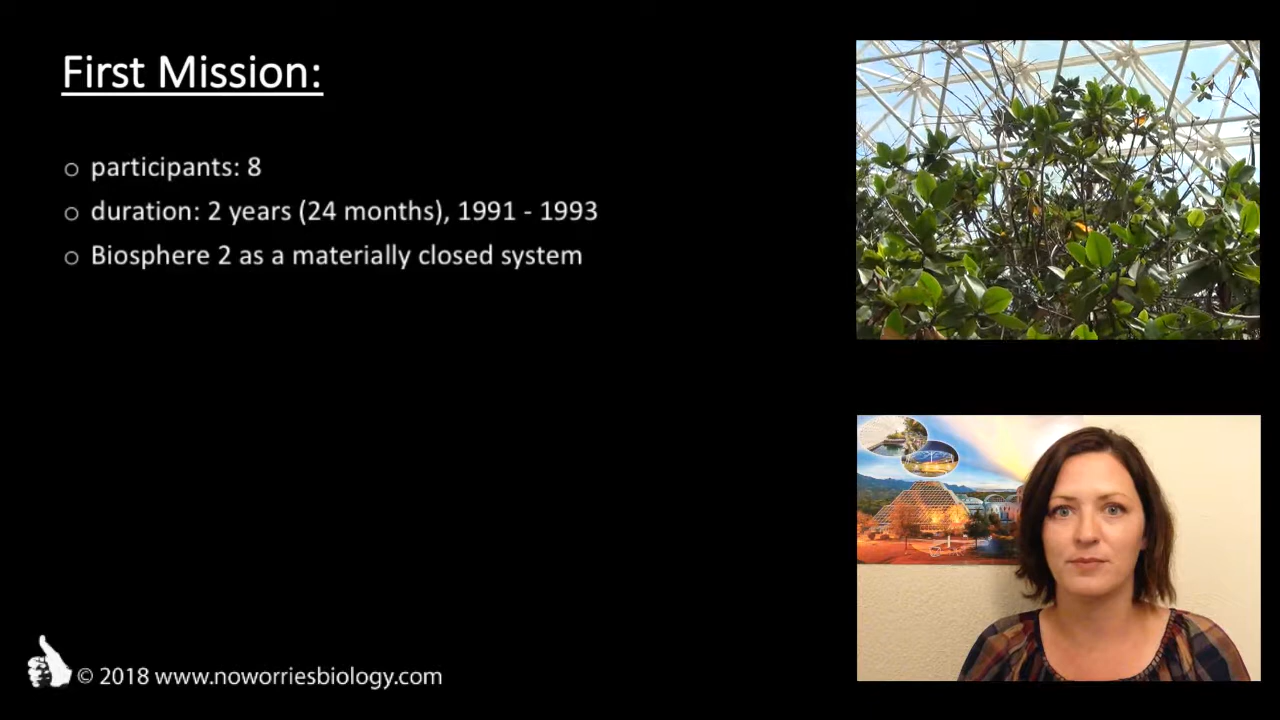 First Mission:
○ participants: 8
○ duration: 2 years (24 months), 1991 - 1993
○ Biosphere 2 as a materially closed system
© 2018 www.noworriesbiology.com